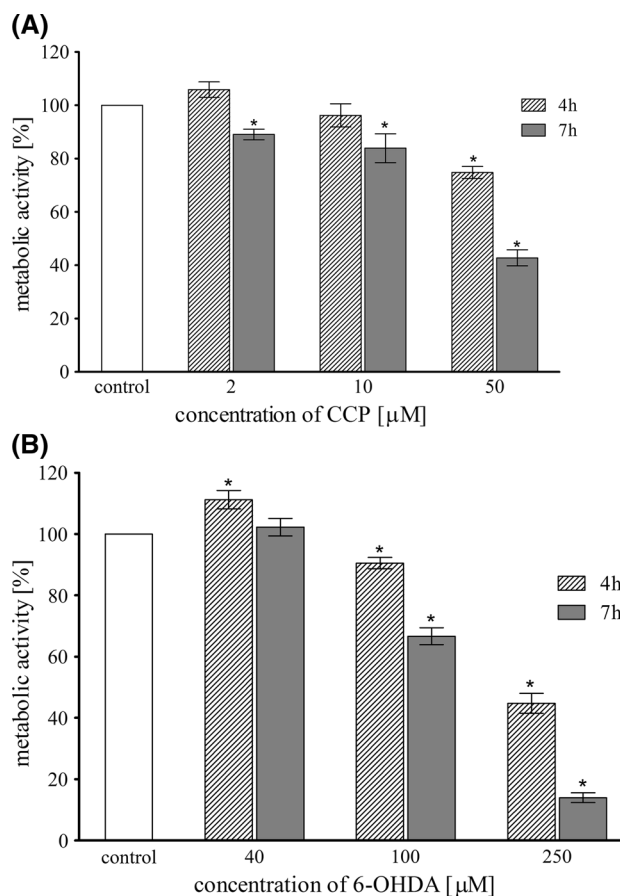 (A)
120
100
80
60
40
20
0
metabolic activity [%]
* * * *
4h
7h
control 2 10 50
concentration of CCP [µM]
(B)
120
100
80
60
40
20
0
metabolic activity [%]
* * * * *
4h
7h
control 40 100 250
concentration of 6-OHDA [µM]